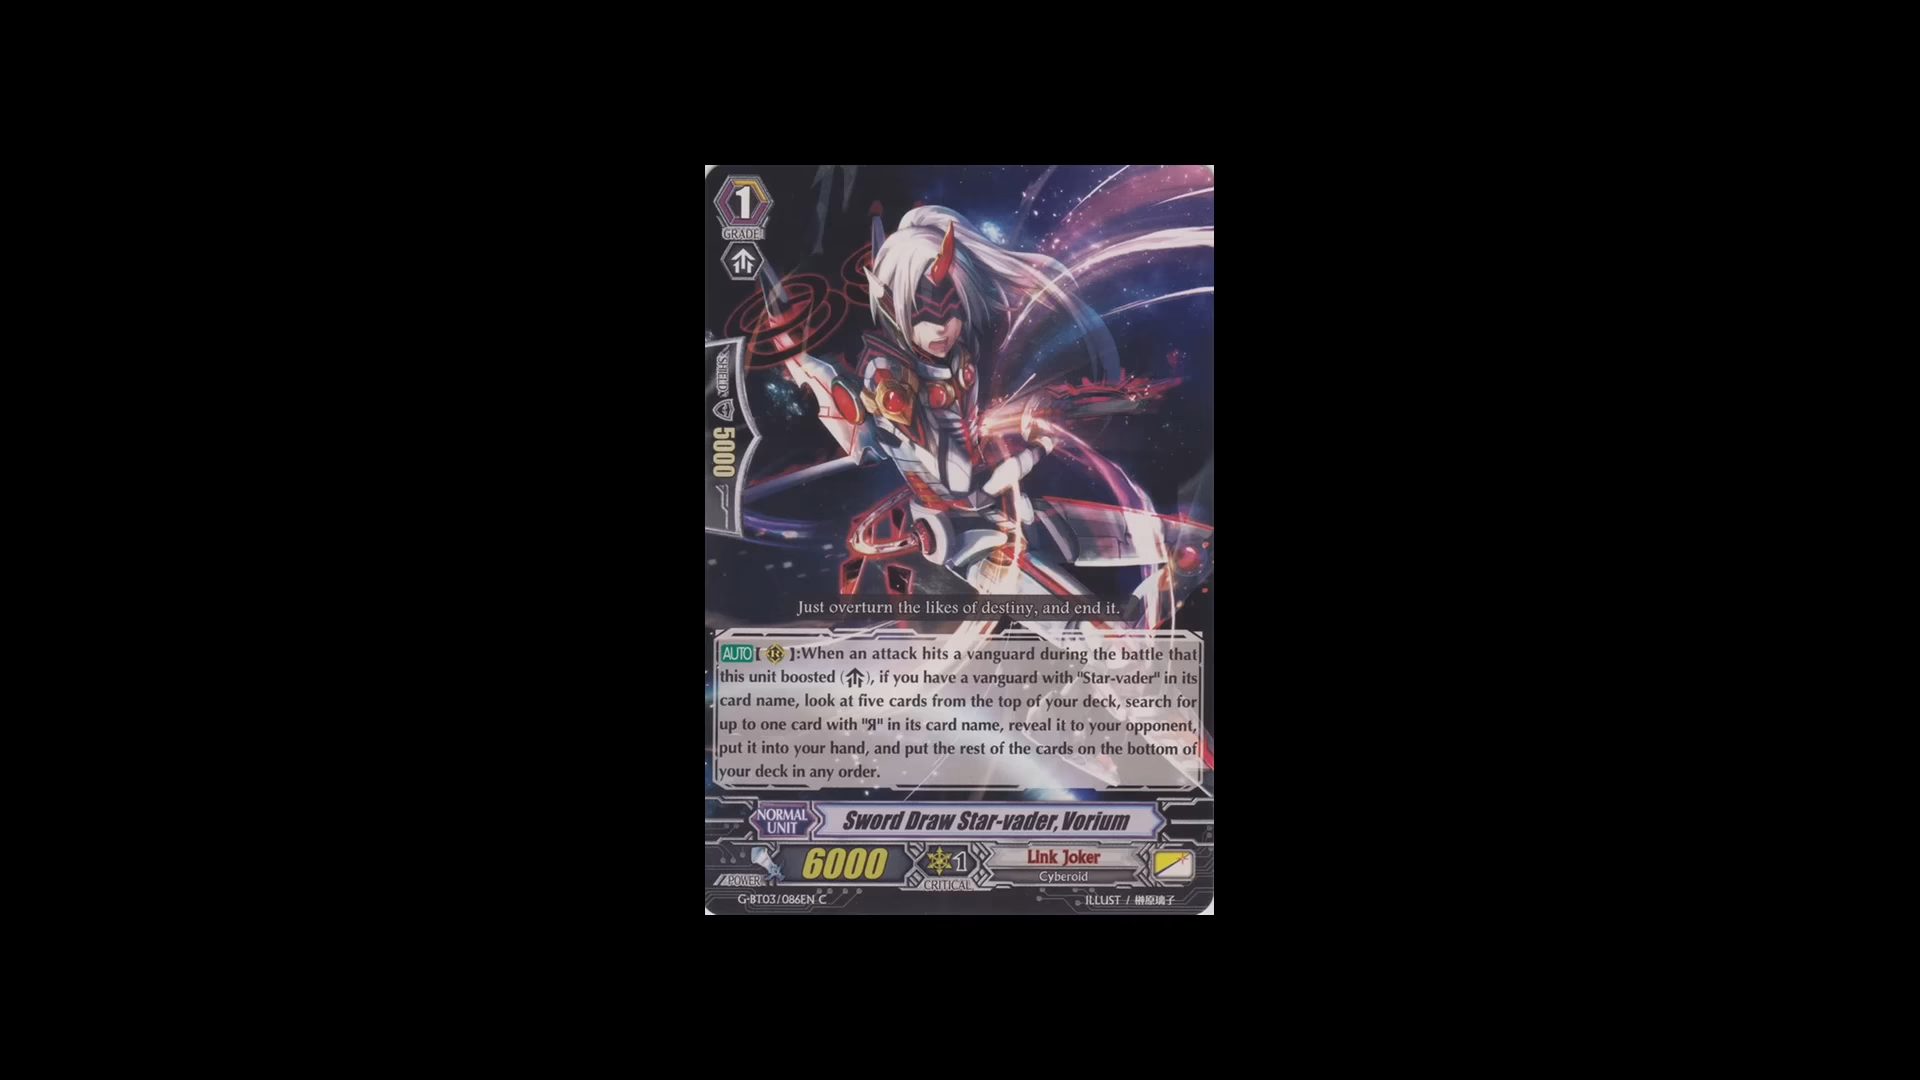 1
GRADE
SHIELD
5000
Just overturn the likes of destiny, and end it.
AUTO【 R 】:When an attack hits a vanguard during the battle that
this unit boosted ( ), if you have a vanguard with "Star-vader" in its
card name, look at five cards from the top of your deck, search for
up to one card with "Я" in its card name, reveal it to your opponent,
put it into your hand, and put the rest of the cards on the bottom of
your deck in any order.
NORMAL
UNIT
Sword Draw Star-vader, Vorium
POWER 6000
1
CRITICAL
Link Joker
Cyberoid
G-BT03/086EN C
ILLUST / 榊原瑞子